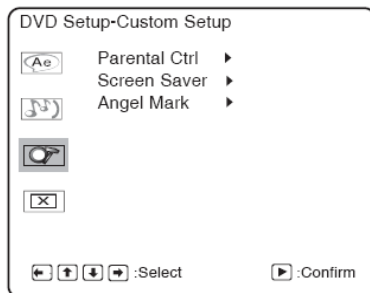 DVD Setup-Custom Setup
Ae
Parental Ctrl
Screen Saver
Angel Mark
:Select :Confirm